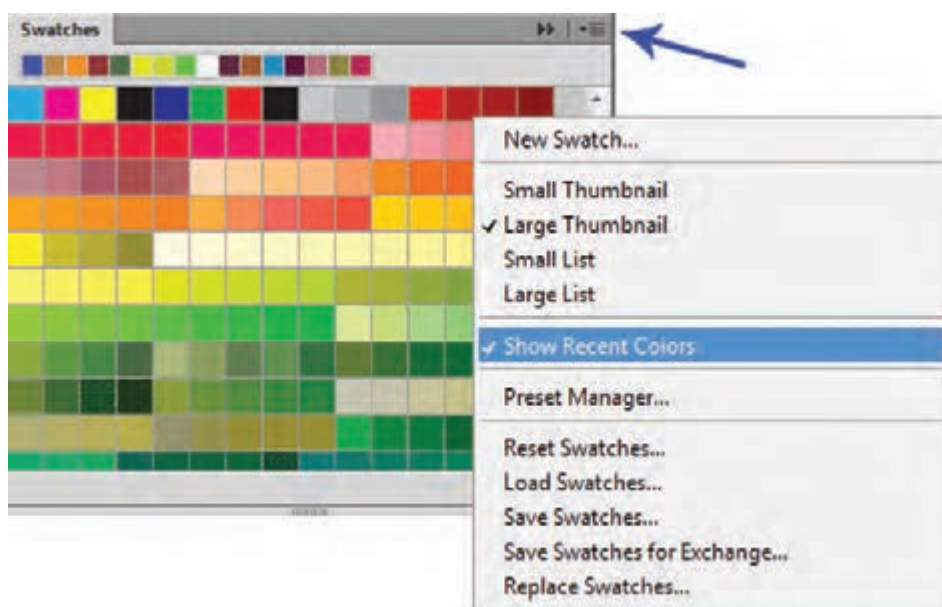 Swatches
New Swatch...
Small Thumbnail
Large Thumbnail
Small List
Large List
Show Recent Colors
Preset Manager...
Reset Swatches...
Load Swatches...
Save Swatches...
Save Swatches for Exchange...
Replace Swatches...